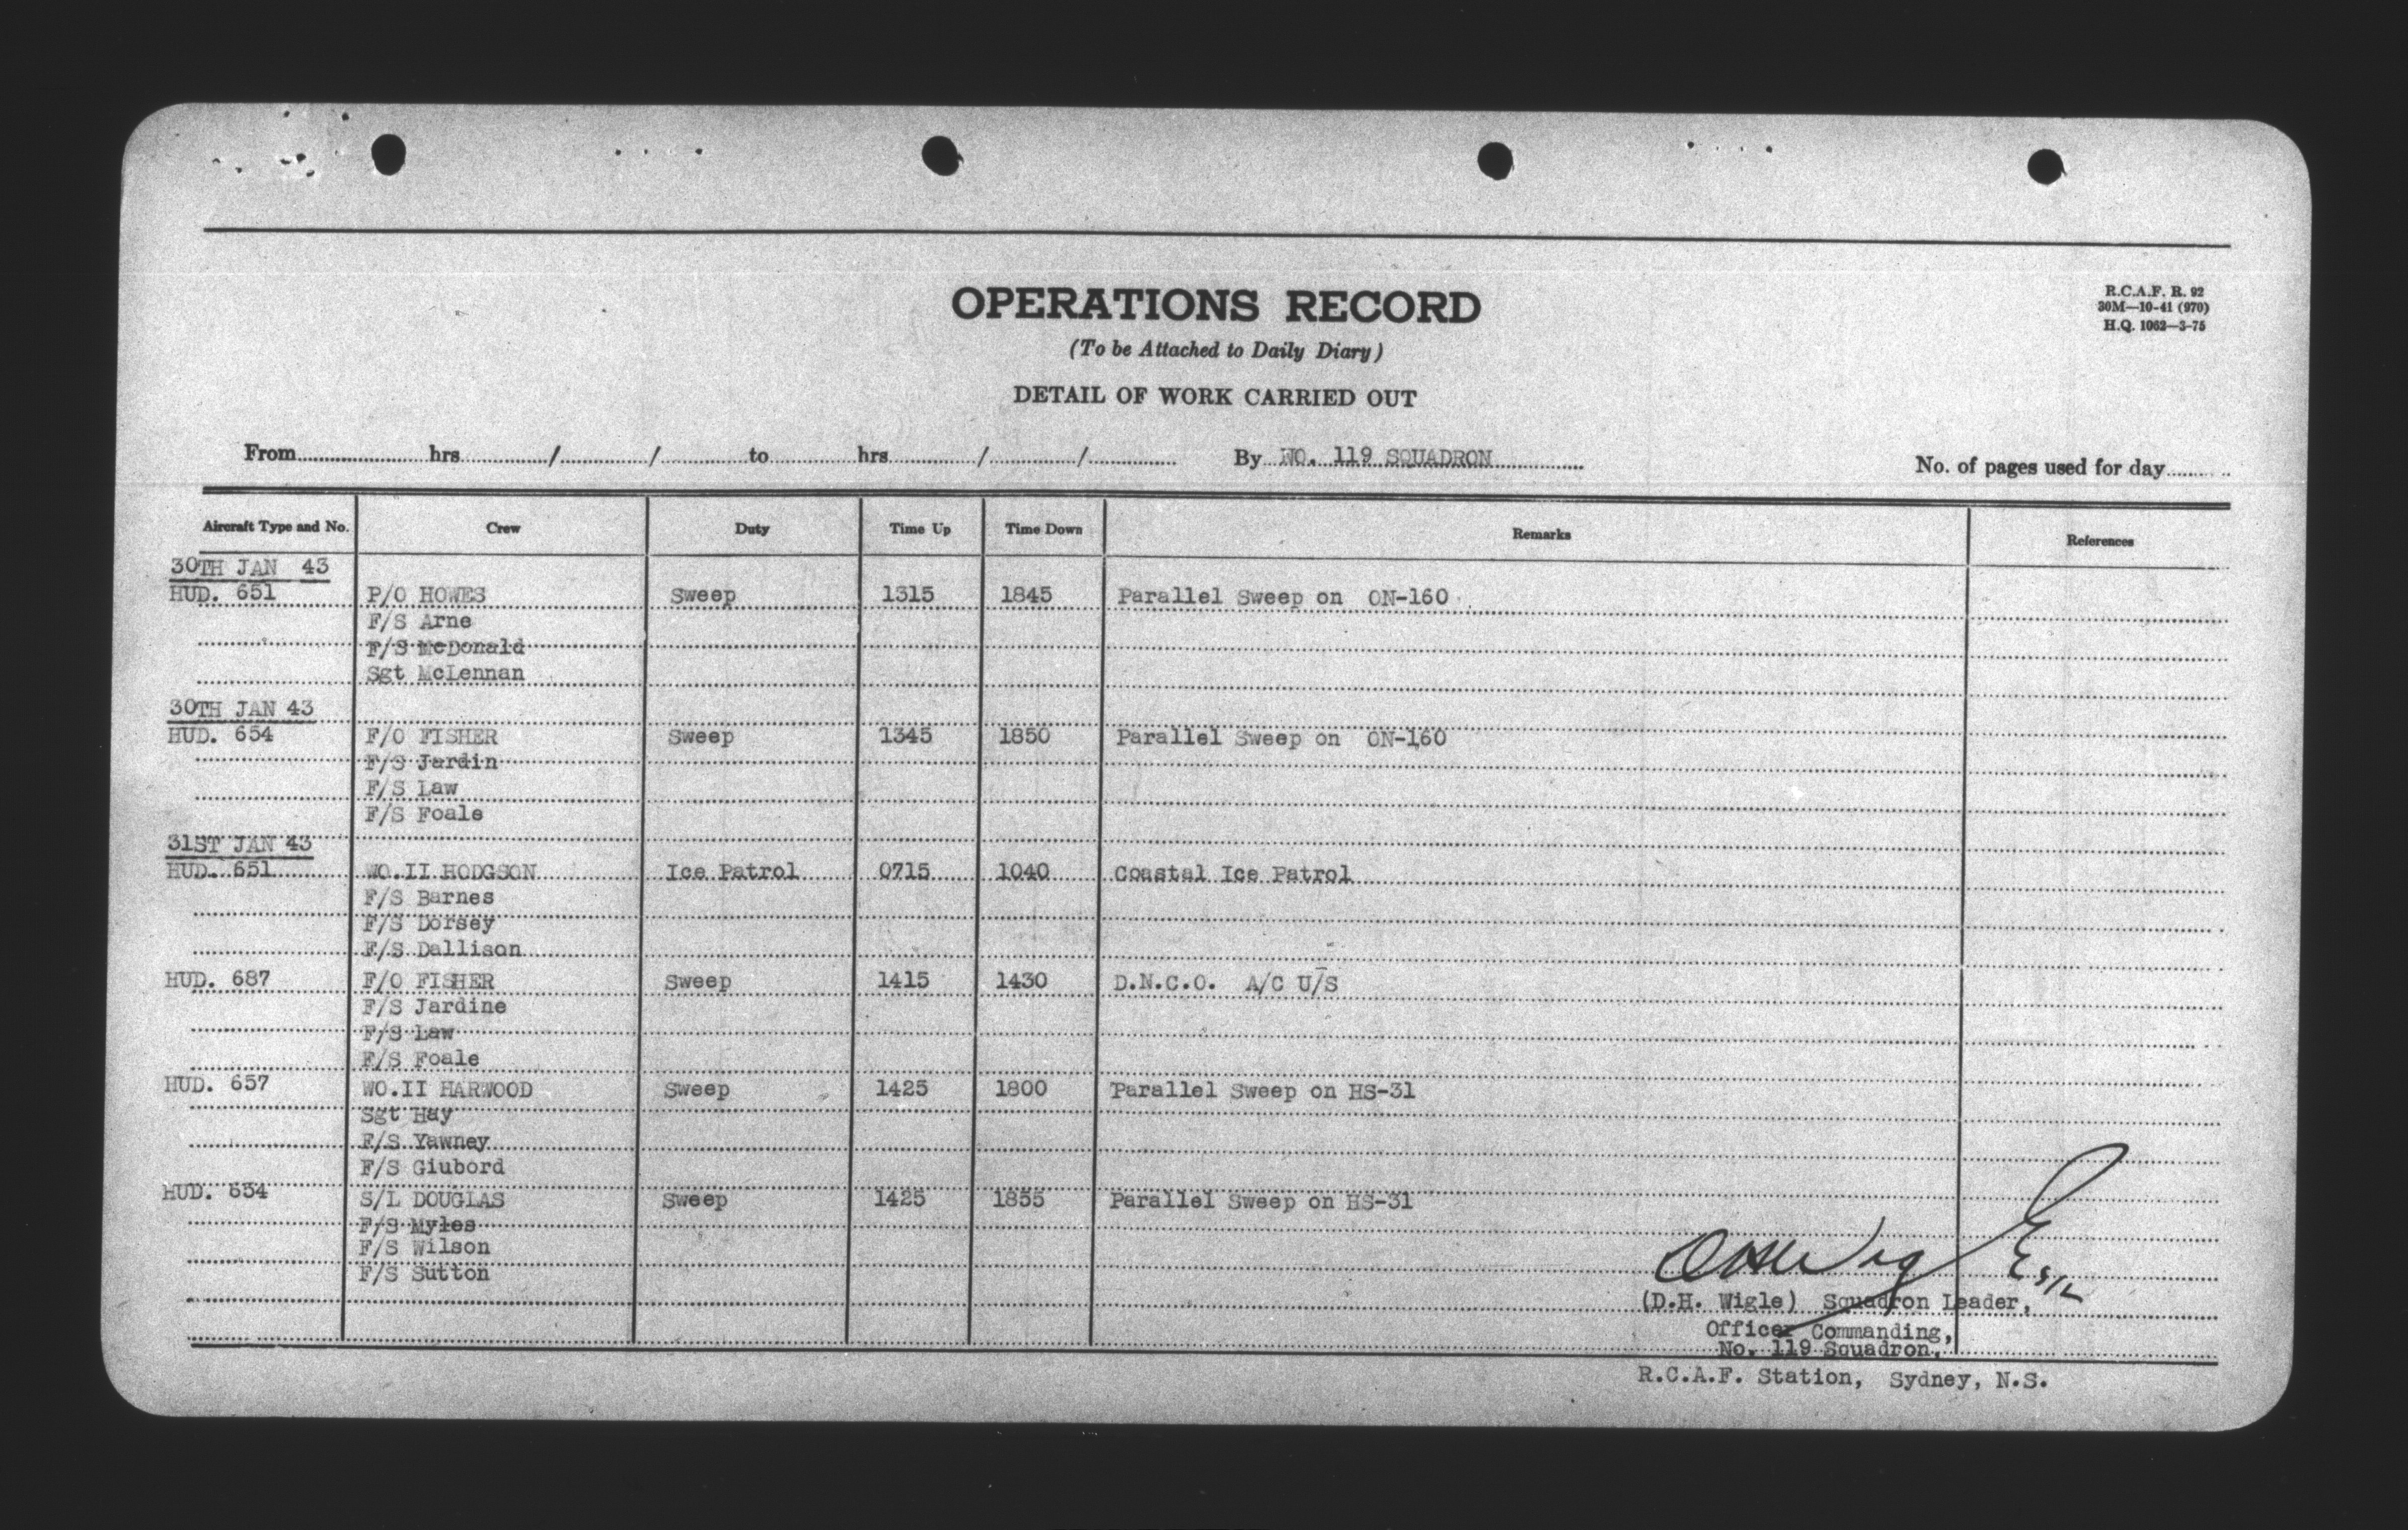 OPERATIONS RECORD
R.C.A.F. R. 92
30M—10-41 (970)
H.Q. 1062—3-75
(To be Attached to Daily Diary)
DETAIL OF WORK CARRIED OUT
From hrs / / to hrs / / By NO. 119 SQUADRON No. of pages used for day
Aircraft Type and No. Crew Duty Time Up Time Down Remarks References
30TH JAN 43
HUD. 651 P/O HOWES Sweep 1315 1845 Parallel Sweep on ON-160
F/S Arne
F/S McDonald
Sgt McLennan
30TH JAN 43
HUD. 654 F/O FISHER Sweep 1345 1850 Parallel Sweep on ON-160
F/S Jardin
F/S Law
F/S Foale
31ST JAN 43
HUD. 651 WO.II HODGSON Ice Patrol 0715 1040 Coastal Ice Patrol
F/S Barnes
F/S Dorsey
F/S Dallison
HUD. 687 F/O FISHER Sweep 1415 1430 D.N.C.O. A/C U/S
F/S Jardine
F/S Law
F/S Foale
HUD. 657 WO.II HARWOOD Sweep 1425 1800 Parallel Sweep on HS-31
Sgt Hay
F/S Yawney
F/S Giubord
HUD. 654 S/L DOUGLAS Sweep 1425 1855 Parallel Sweep on HS-31
F/S Myles
F/S Wilson
F/S Sutton
DHWigle S/L
(D.H. Wigle) Squadron Leader,
Officer Commanding,
No. 119 Squadron,
R.C.A.F. Station, Sydney, N.S.